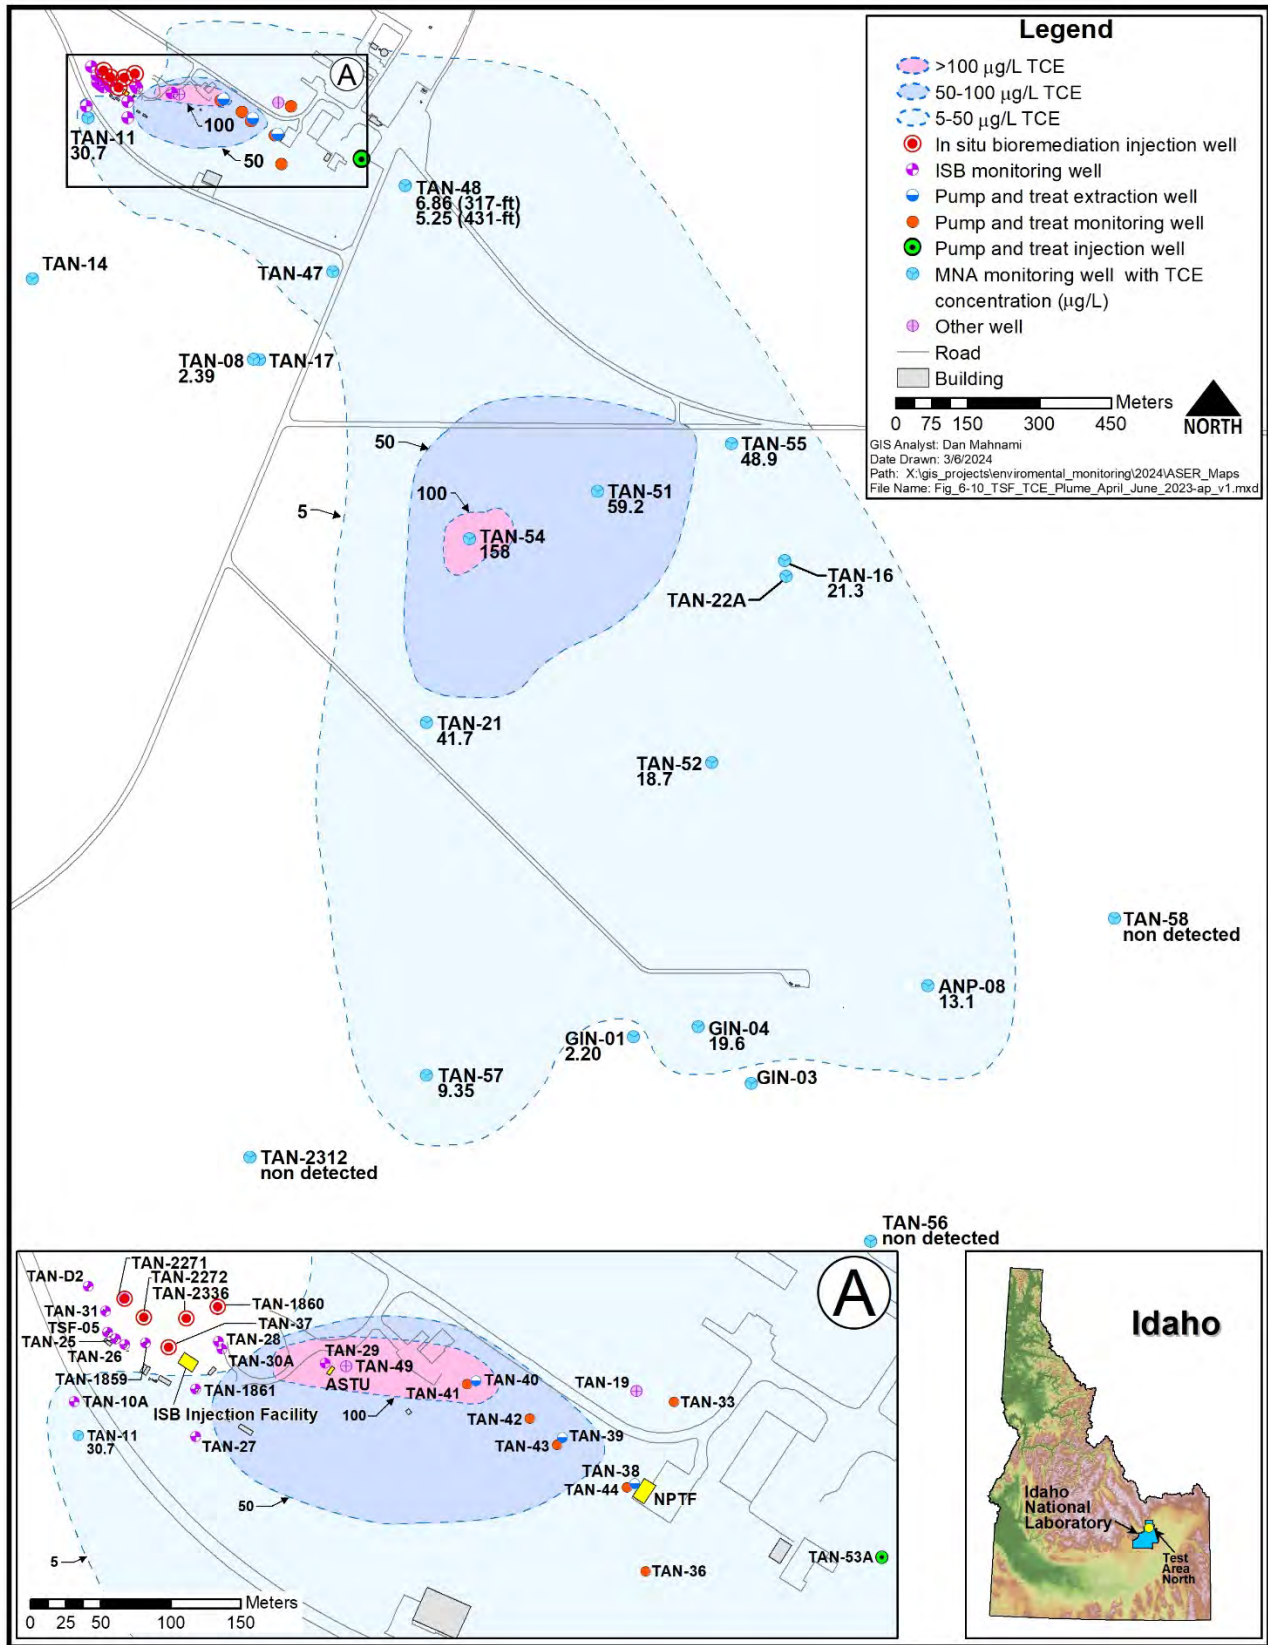 Legend
>100 µg/L TCE
50-100 µg/L TCE
5-50 µg/L TCE
In situ bioremediation injection well
ISB monitoring well
Pump and treat extraction well
Pump and treat monitoring well
Pump and treat injection well
MNA monitoring well with TCE
concentration (µg/L)
Other well
Road
Building
Meters
0 75 150 300 450
NORTH
GIS Analyst: Dan Mahnami
Date Drawn: 3/6/2024
Path: X:\gis_projects\enviromental_monitoring\2024\ASER_Maps
File Name: Fig_6-10_TSF_TCE_Plume_April_June_2023-ap_v1.mxd
A
100
50
TAN-11
30.7
TAN-48
6.86 (317-ft)
5.25 (431-ft)
TAN-14
TAN-47
TAN-08
2.39
TAN-17
50
TAN-55
48.9
100
TAN-51
59.2
5
TAN-54
158
TAN-16
21.3
TAN-22A
TAN-21
41.7
TAN-52
18.7
TAN-58
non detected
ANP-08
13.1
GIN-01
2.20
GIN-04
19.6
TAN-57
9.35
GIN-03
TAN-2312
non detected
TAN-56
non detected
A
TAN-2271
TAN-D2
TAN-2272
TAN-2336
TAN-31
TAN-1860
TSF-05
TAN-37
TAN-25
TAN-28
TAN-26
TAN-30A
TAN-29
TAN-49
TAN-1859
ASTU
TAN-41
TAN-40
TAN-19
TAN-33
TAN-1861
TAN-10A
ISB Injection Facility
100
TAN-42
TAN-11
30.7
TAN-27
TAN-43
TAN-39
TAN-38
TAN-44
NPTF
50
TAN-53A
5
TAN-36
Meters
0 25 50 100 150
Idaho
Idaho
National
Laboratory
Test
Area
North